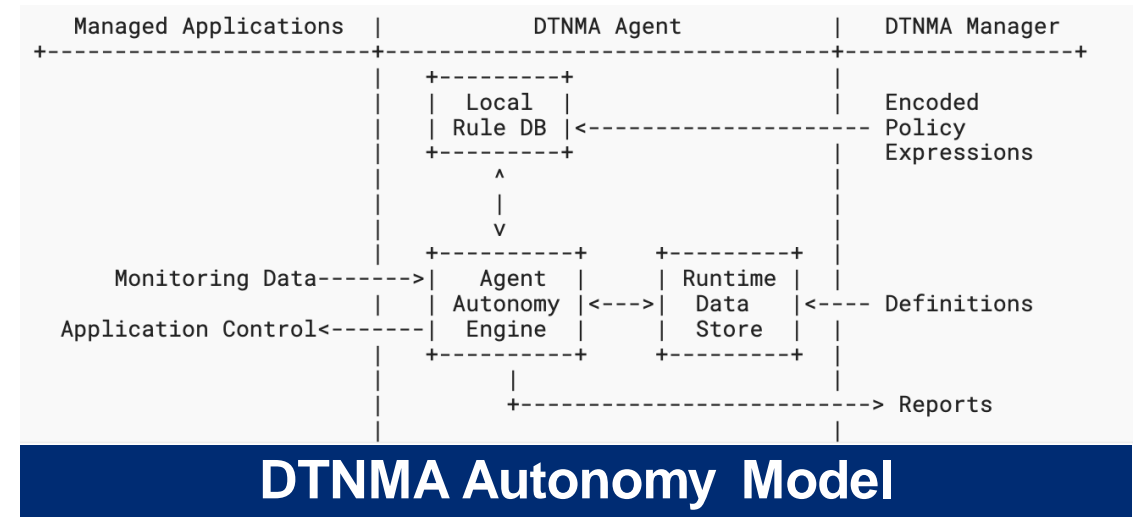 Managed Applications | DTNMA Agent | DTNMA Manager
Local
Rule DB
Encoded
Policy
Expressions
Monitoring Data
Application Control
Agent
Autonomy
Engine
Runtime
Data
Store
Definitions
Reports
DTNMA Autonomy Model